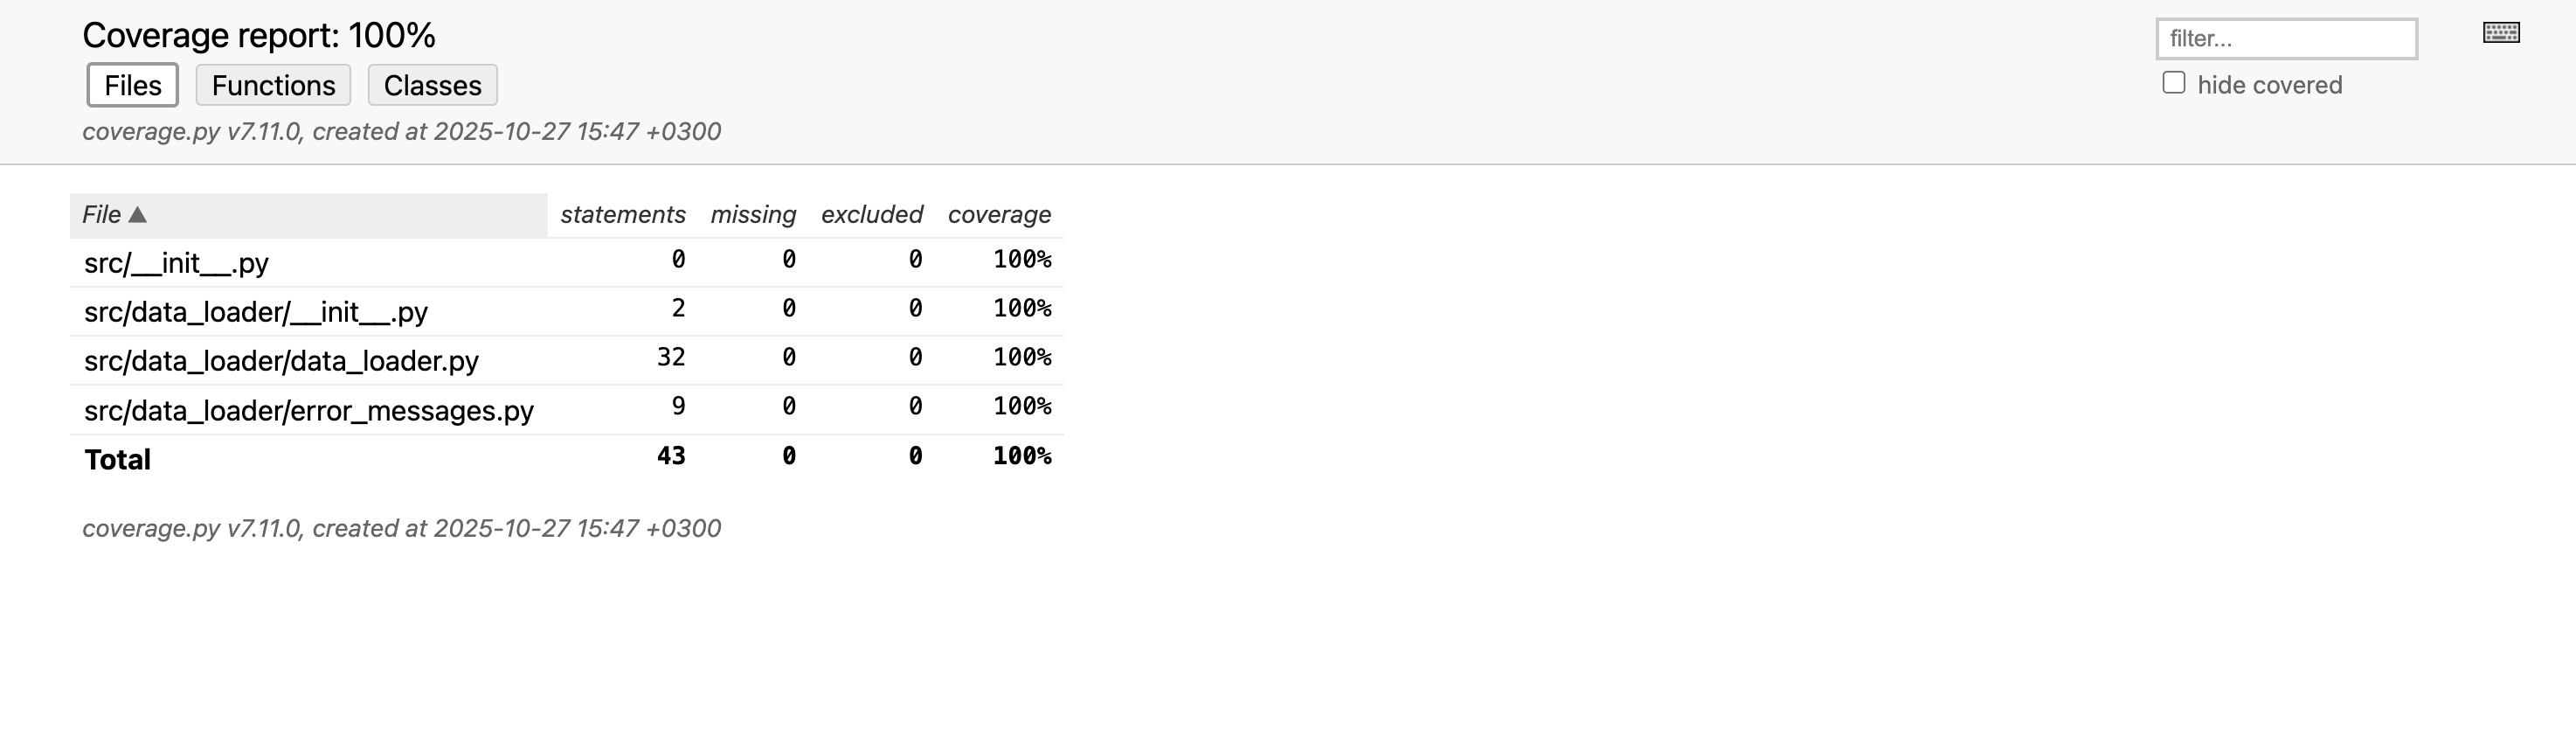 Coverage report: 100%
filter...
Files Functions Classes
hide covered
coverage.py v7.11.0, created at 2025-10-27 15:47 +0300
File ▲ statements missing excluded coverage
src/__init__.py 0 0 0 100%
src/data_loader/__init__.py 2 0 0 100%
src/data_loader/data_loader.py 32 0 0 100%
src/data_loader/error_messages.py 9 0 0 100%
Total 43 0 0 100%
coverage.py v7.11.0, created at 2025-10-27 15:47 +0300